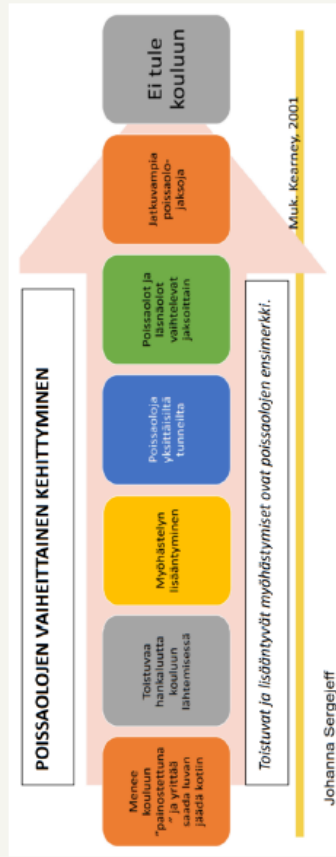 POISSAOLOJEN VAIHEITTAINEN KEHITTYMINEN
Menee
kouluun
"painostettuna
" ja yrittää
saada luvan
jäädä kotiin
Toistuvaa
hankaluutta
kouluun
lähtemisessä
Myöhästelyn
lisääntyminen
Poissaoloja
yksittäisiltä
tunneilta
Poissaolot ja
läsnäolot
vaihtelevat
jaksoittain
Jatkuvampia
poissaolo-
jaksoja
Ei tule
kouluun
Toistuvat ja lisääntyvät myöhästymiset ovat poissaolojen ensimerkki.
Muk. Kearney, 2001
Johanna Sergejeff